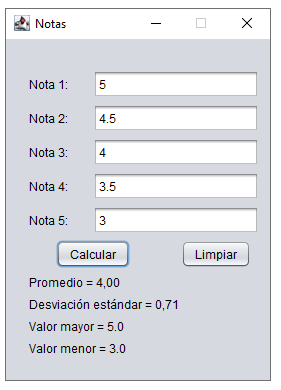 Notas
Nota 1: 5
Nota 2: 4.5
Nota 3: 4
Nota 4: 3.5
Nota 5: 3
Calcular Limpiar
Promedio = 4,00
Desviación estándar = 0,71
Valor mayor = 5.0
Valor menor = 3.0